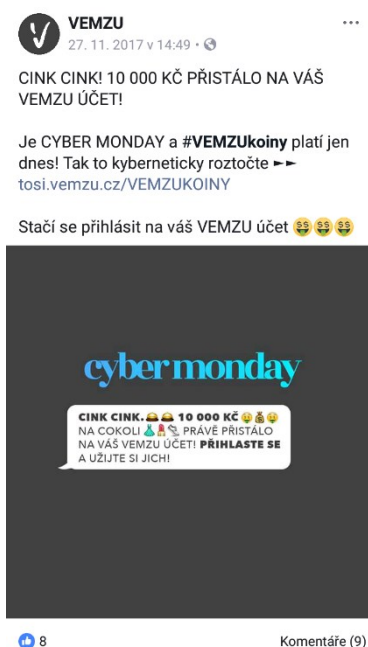 VEMZU
27. 11. 2017 v 14:49 ·
CINK CINK! 10 000 KČ PŘISTÁLO NA VÁŠ
VEMZU ÚČET!
Je CYBER MONDAY a #VEMZUkoiny platí jen
dnes! Tak to kyberneticky roztočte ►►
tosi.vemzu.cz/VEMZUKOINY
Stačí se přihlásit na váš VEMZU účet 🤑🤑🤑
cyber monday
CINK CINK.🛎🛎 10 000 KČ🤑💰🤑
NA COKOLI 👗💄🔩 PRÁVĚ PŘISTÁLO
NA VÁŠ VEMZU ÚČET! PŘIHLASTE SE
A UŽIJTE SI JICH!
8
Komentáře (9)